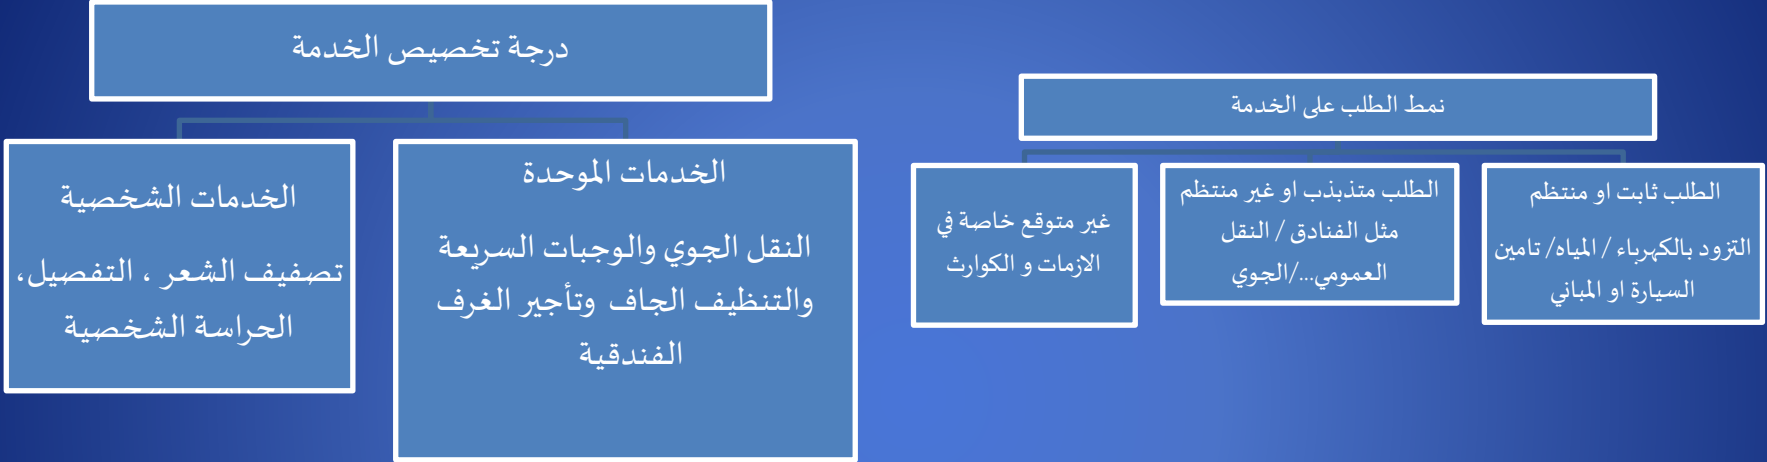 نمط الطلب على الخدمة
الطلب ثابت او منتظم
التزود بالكهرباء / المياه/ تامين
السيارة او المباني
الطلب متذبذب او غير منتظم
مثل الفنادق / النقل
العمومي.../الجوي
غير متوقع خاصة في
الازمات و الكوارث
درجة تخصيص الخدمة
الخدمات الموحدة
النقل الجوي والوجبات السريعة
والتنظيف الجاف وتأجير الغرف
الفندقية
الخدمات الشخصية
تصفيف الشعر ، التفصيل،
الحراسة الشخصية